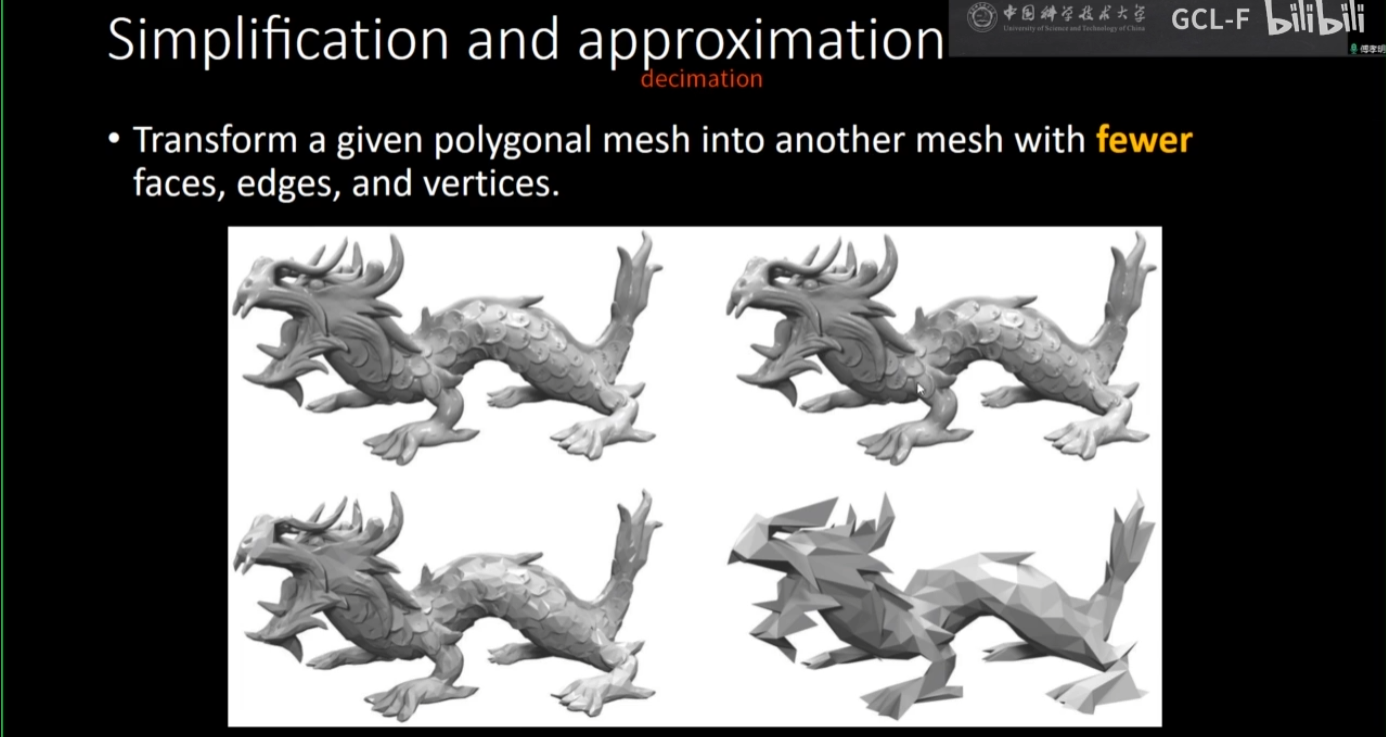 Simplification and approximation
decimation
中国科学技术大学
University of Science and Technology of China
GCL-F
bilibili
傅孝明
• Transform a given polygonal mesh into another mesh with fewer
faces, edges, and vertices.